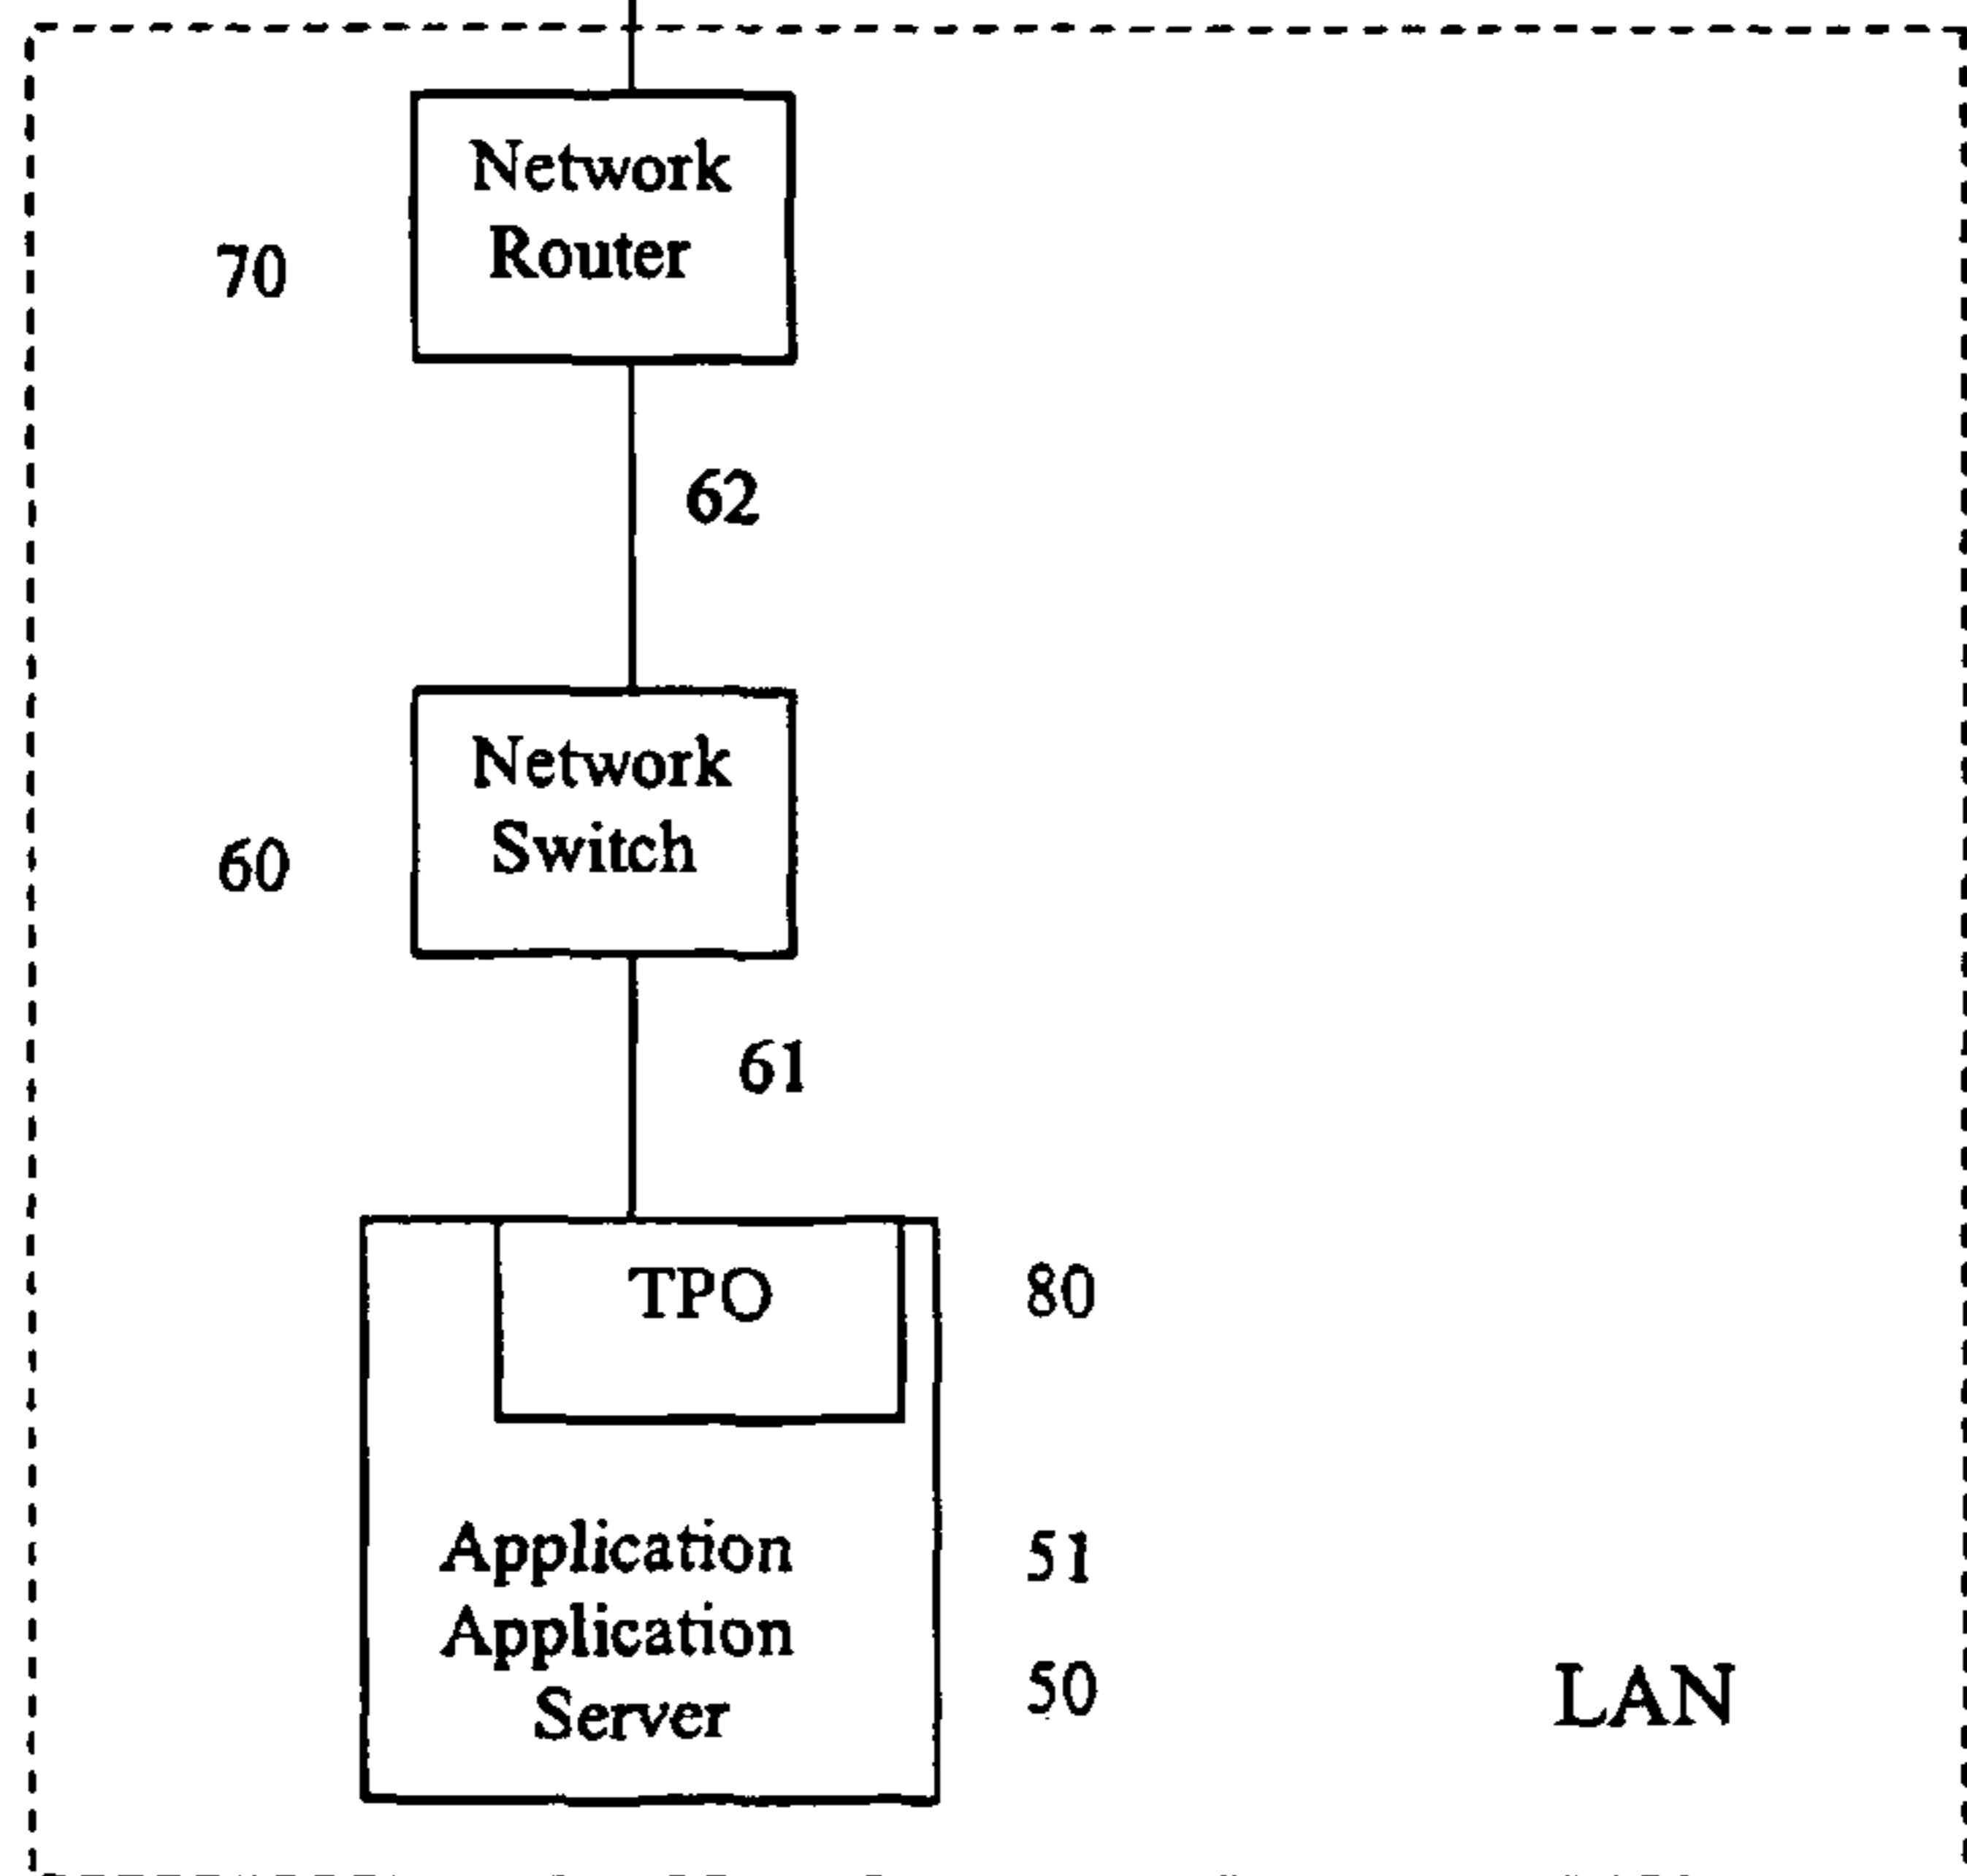 Network
Router
70
62
Network
Switch
60
61
TPO
80
Application
51
Application
Server
50
LAN